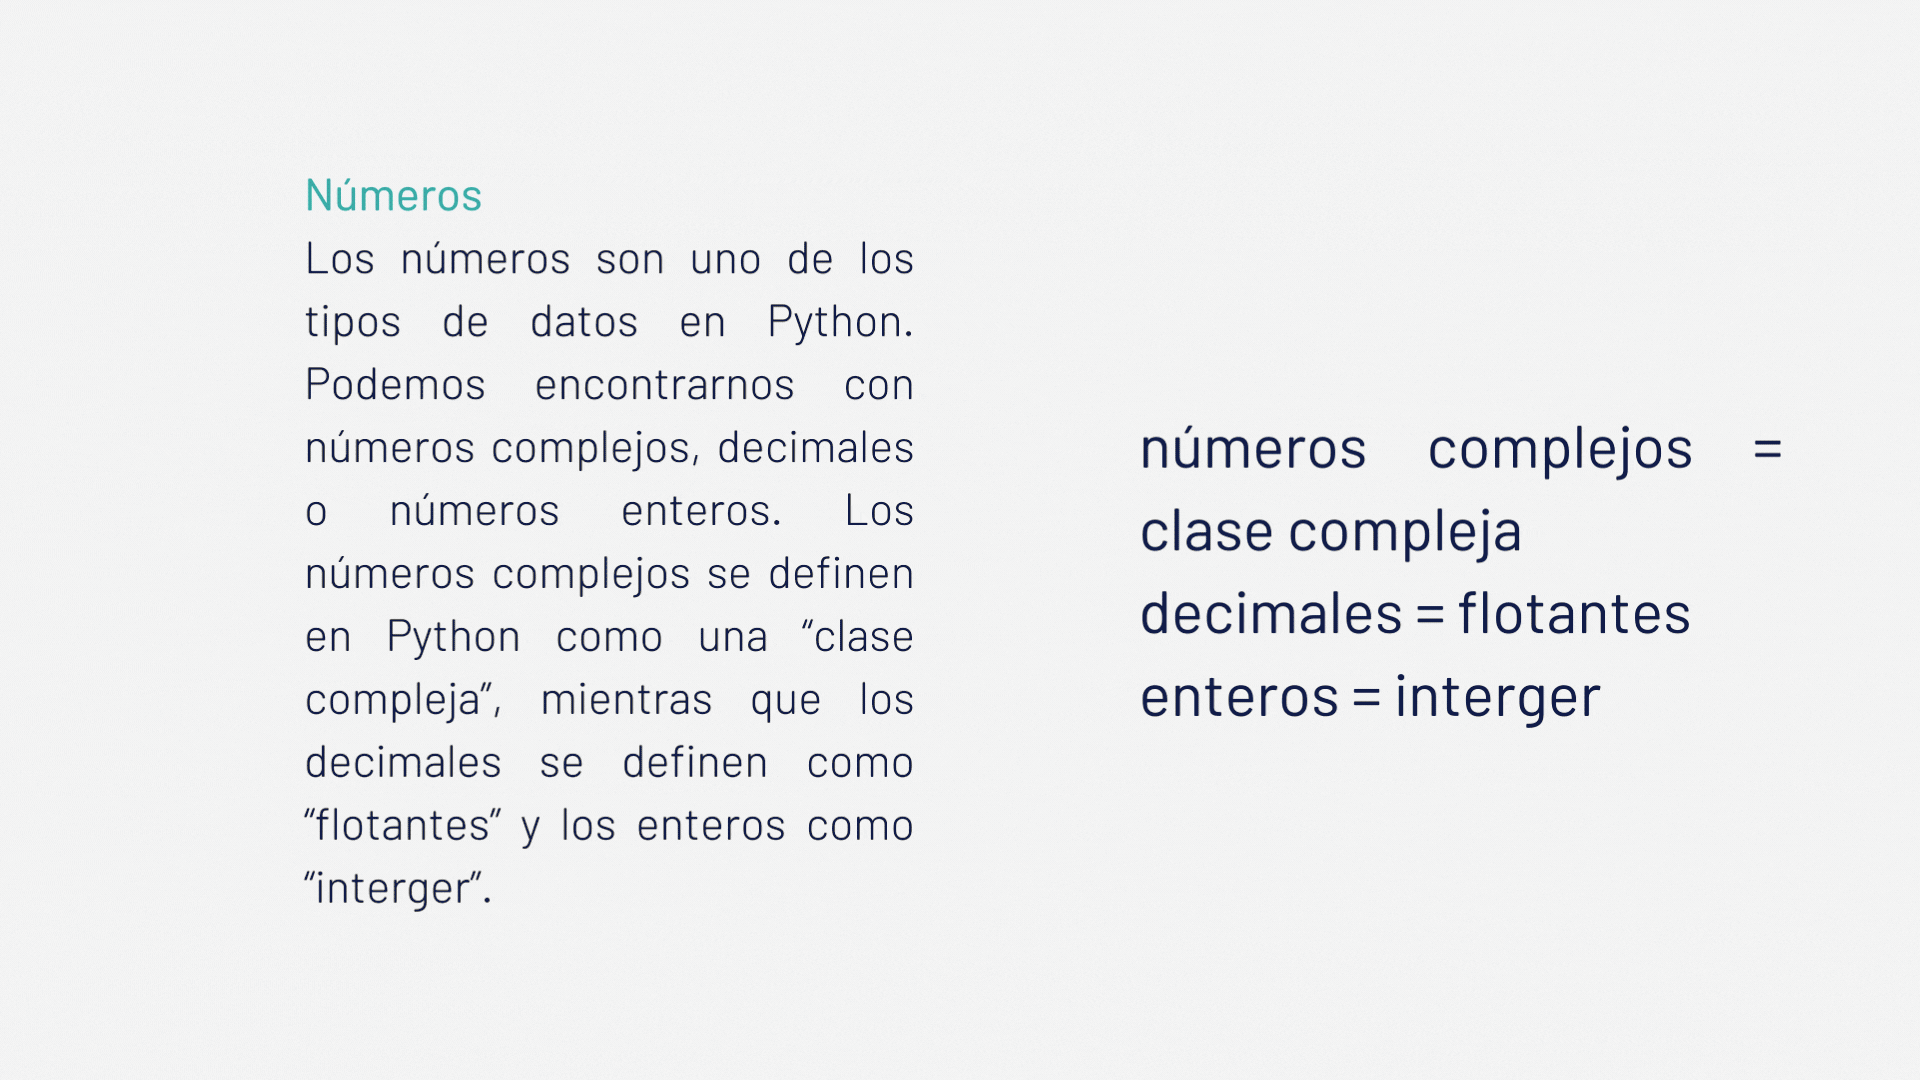 Números
Los números son uno de los
tipos de datos en Python.
Podemos encontrarnos con
números complejos, decimales
o números enteros. Los
números complejos se definen
en Python como una “clase
compleja”, mientras que los
decimales se definen como
“flotantes” y los enteros como
“interger”.
números complejos =
clase compleja
decimales = flotantes
enteros = interger